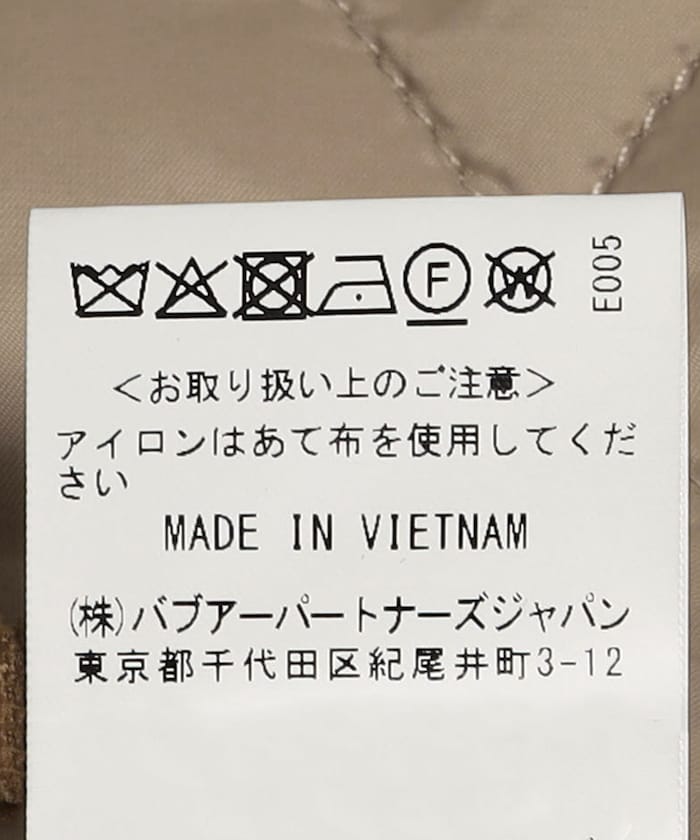 F
W
E005
<お取り扱い上のご注意>
アイロンはあて布を使用してくだ
さい
MADE IN VIETNAM
(株)バブアーパートナーズジャパン
東京都千代田区紀尾井町3-12